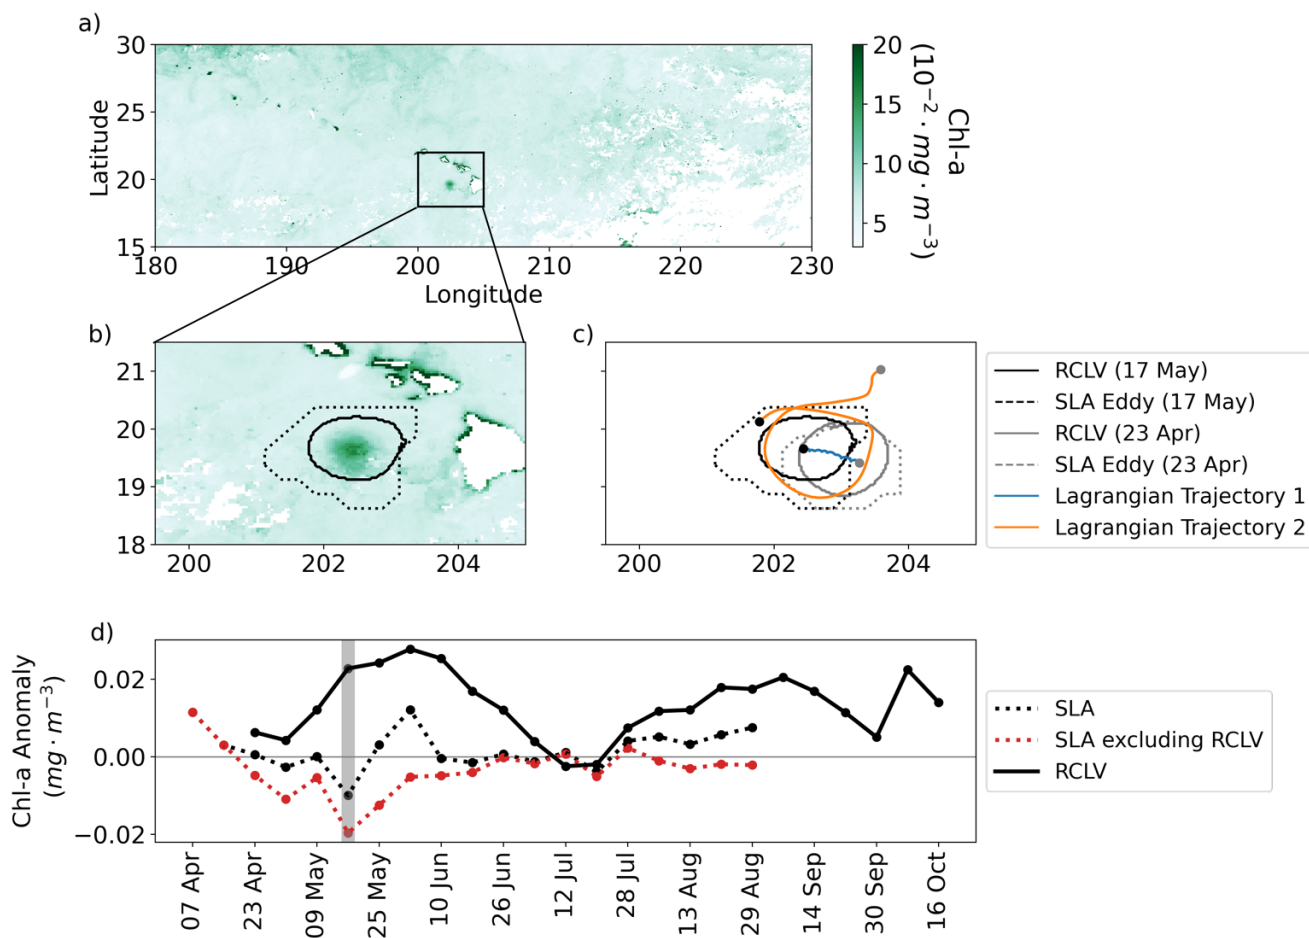 a)
30
25
20
15
Latitude
180
190
200
210
220
230
Longitude
20
15
10
5
Chl-a
(10⁻² · mg · m⁻³)
b)
21
20
19
18
200
202
204
c)
200
202
204
RCLV (17 May)
SLA Eddy (17 May)
RCLV (23 Apr)
SLA Eddy (23 Apr)
Lagrangian Trajectory 1
Lagrangian Trajectory 2
d)
Chl-a Anomaly
(mg · m⁻³)
0.02
0.00
−0.02
07 Apr
23 Apr
09 May
25 May
10 Jun
26 Jun
12 Jul
28 Jul
13 Aug
29 Aug
14 Sep
30 Sep
16 Oct
SLA
SLA excluding RCLV
RCLV